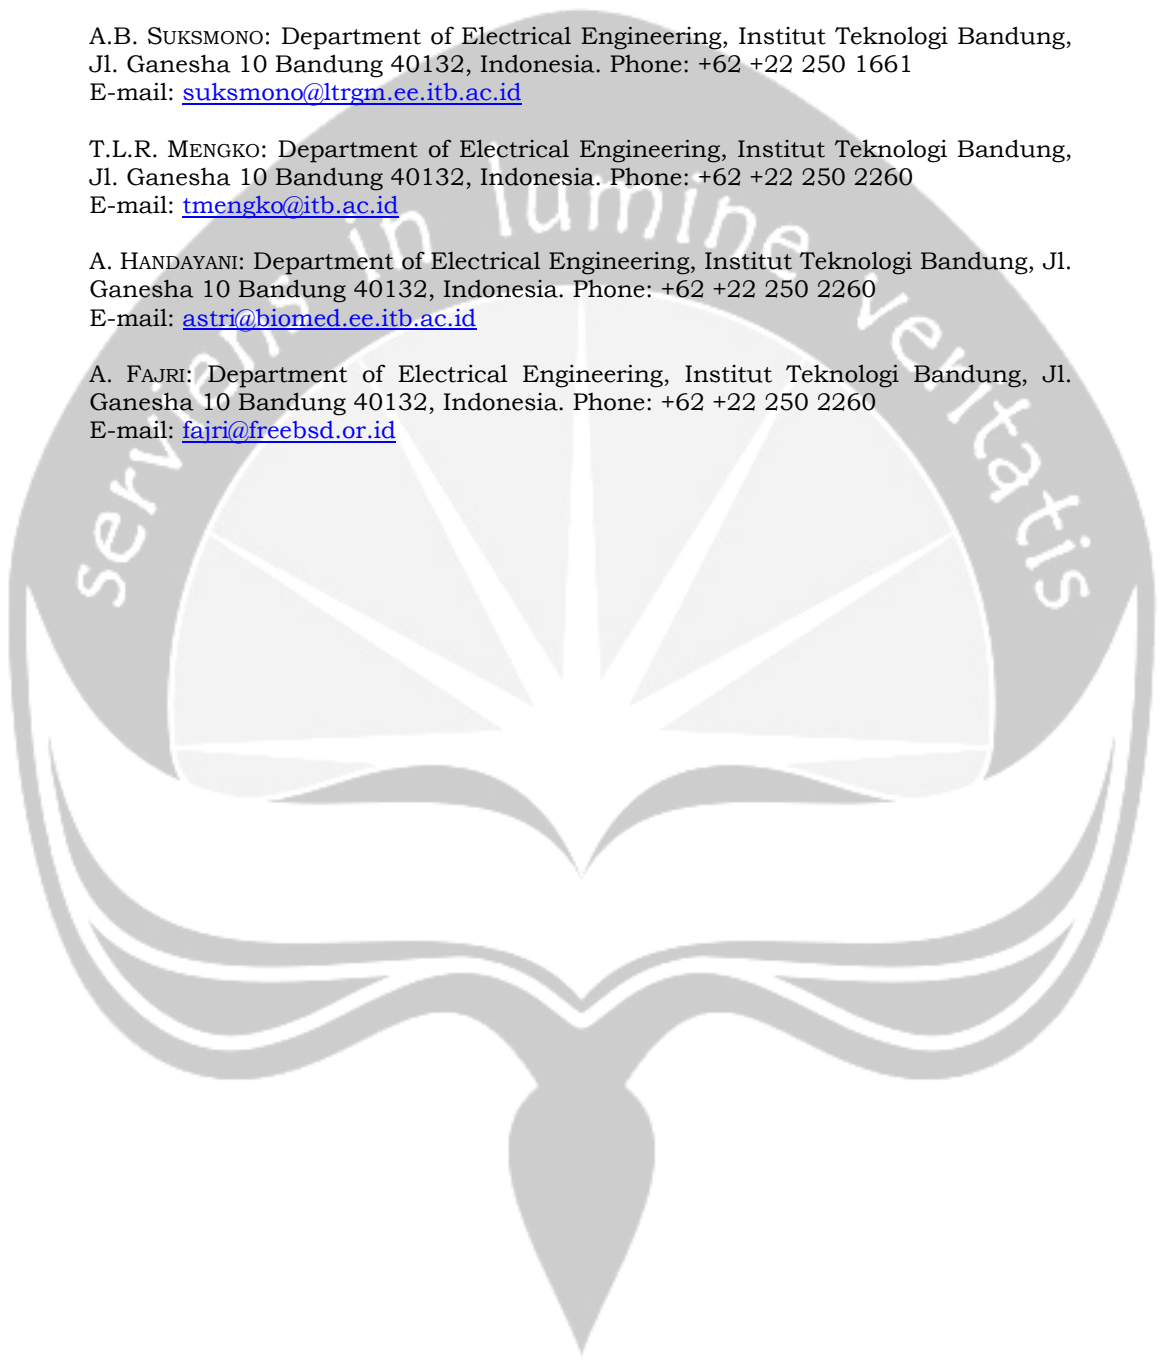 A.B. SUKSMONO: Department of Electrical Engineering, Institut Teknologi Bandung,
Jl. Ganesha 10 Bandung 40132, Indonesia. Phone: +62 +22 250 1661
E-mail: suksmono@ltrgm.ee.itb.ac.id
T.L.R. MENGKO: Department of Electrical Engineering, Institut Teknologi Bandung,
Jl. Ganesha 10 Bandung 40132, Indonesia. Phone: +62 +22 250 2260
E-mail: tmengko@itb.ac.id
A. HANDAYANI: Department of Electrical Engineering, Institut Teknologi Bandung, Jl.
Ganesha 10 Bandung 40132, Indonesia. Phone: +62 +22 250 2260
E-mail: astri@biomed.ee.itb.ac.id
A. FAJRI: Department of Electrical Engineering, Institut Teknologi Bandung, Jl.
Ganesha 10 Bandung 40132, Indonesia. Phone: +62 +22 250 2260
E-mail: fajri@freebsd.or.id
serviens in lumine veritatis